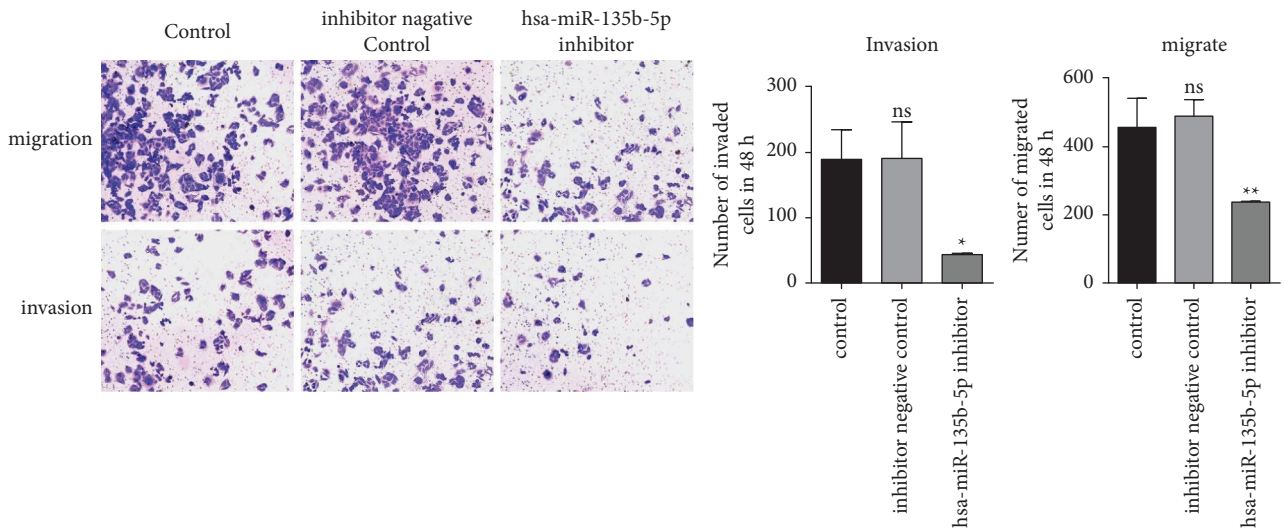 Control
inhibitor nagative
Control
hsa-miR-135b-5p
inhibitor
migration
invasion
Invasion
Number of invaded
cells in 48 h
300
200
100
0
ns
*
control
inhibitor negative control
hsa-miR-135b-5p inhibitor
migrate
Numer of migrated
cells in 48 h
600
400
200
0
ns
**
control
inhibitor negative control
hsa-miR-135b-5p inhibitor